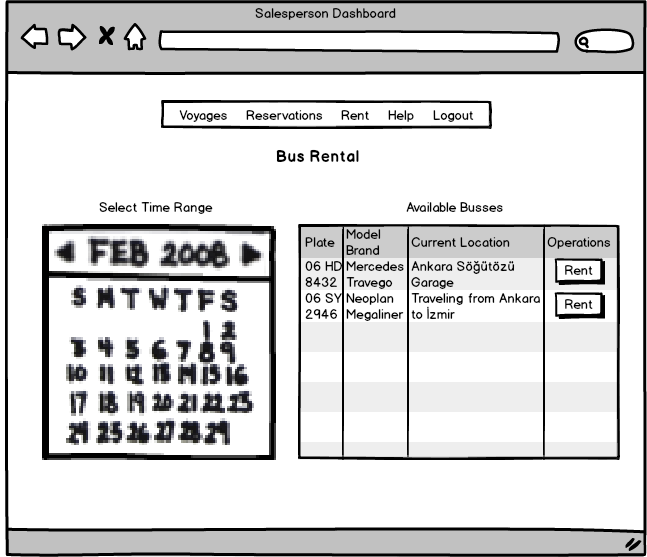 Salesperson Dashboard
Voyages Reservations Rent Help Logout
Bus Rental
Select Time Range
FEB 2008
S M T W T F S
1 2
3 4 5 6 7 8 9
10 11 12 13 14 15 16
17 18 19 20 21 22 23
24 25 26 27 28 29
Available Busses
Plate Model Brand Current Location Operations
06 HD Mercedes Ankara Söğütözü Rent
8432 Travego Garage
06 SY Neoplan Traveling from Ankara Rent
2946 Megaliner to İzmir